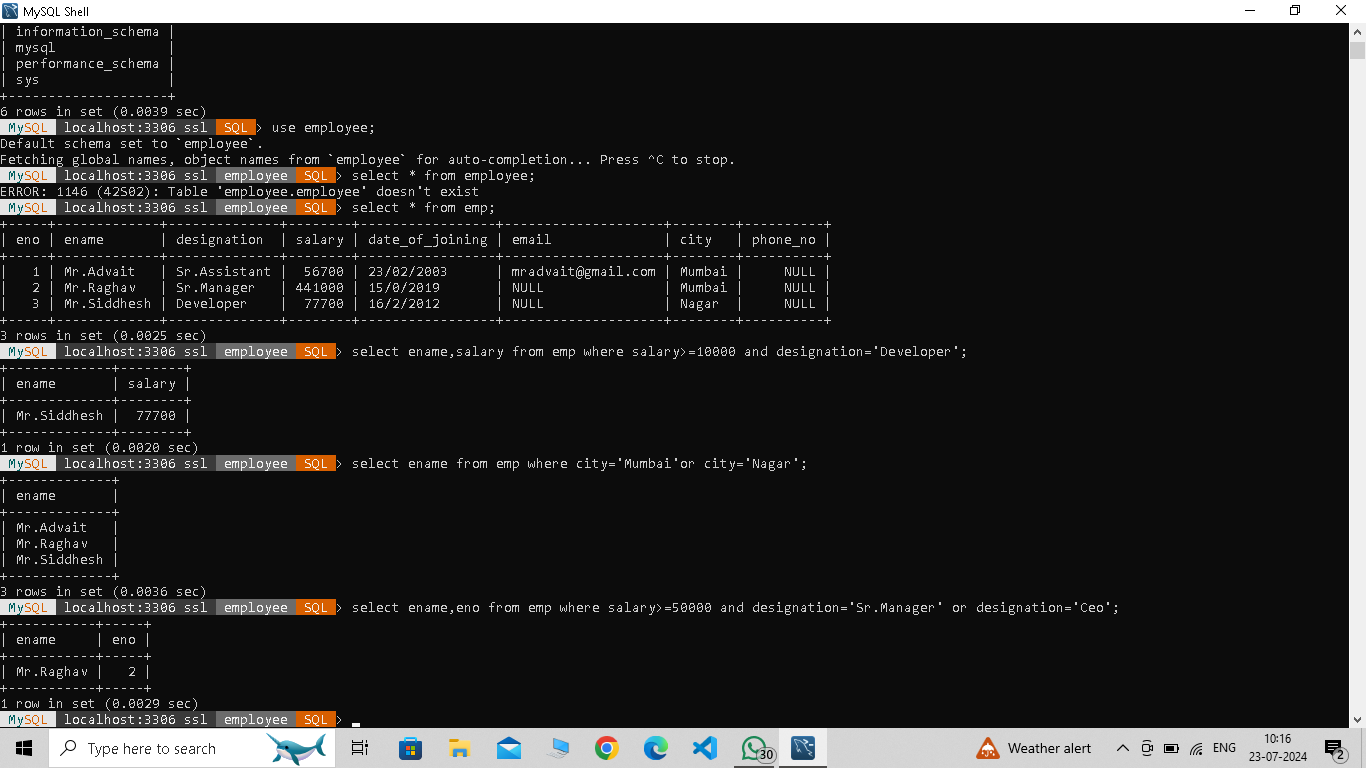 MySQL Shell
| information_schema |
| mysql              |
| performance_schema |
| sys                |
+--------------------+
6 rows in set (0.0039 sec)
MySQL localhost:3306 ssl SQL > use employee;
Default schema set to `employee`.
Fetching global names, object names from `employee` for auto-completion... Press ^C to stop.
MySQL localhost:3306 ssl employee SQL > select * from employee;
ERROR: 1146 (42S02): Table 'employee.employee' doesn't exist
MySQL localhost:3306 ssl employee SQL > select * from emp;
+-----+-------------+--------------+--------+-----------------+--------------------+--------+----------+
| eno | ename       | designation  | salary | date_of_joining | email              | city   | phone_no |
+-----+-------------+--------------+--------+-----------------+--------------------+--------+----------+
|   1 | Mr.Advait   | Sr.Assistant |  56700 | 23/02/2003      | mradvait@gmail.com | Mumbai |     NULL |
|   2 | Mr.Raghav   | Sr.Manager   | 441000 | 15/0/2019       | NULL               | Mumbai |     NULL |
|   3 | Mr.Siddhesh | Developer    |  77700 | 16/2/2012       | NULL               | Nagar  |     NULL |
+-----+-------------+--------------+--------+-----------------+--------------------+--------+----------+
3 rows in set (0.0025 sec)
MySQL localhost:3306 ssl employee SQL > select ename,salary from emp where salary>=10000 and designation='Developer';
+-------------+--------+
| ename       | salary |
+-------------+--------+
| Mr.Siddhesh |  77700 |
+-------------+--------+
1 row in set (0.0020 sec)
MySQL localhost:3306 ssl employee SQL > select ename from emp where city='Mumbai'or city='Nagar';
+-------------+
| ename       |
+-------------+
| Mr.Advait   |
| Mr.Raghav   |
| Mr.Siddhesh |
+-------------+
3 rows in set (0.0036 sec)
MySQL localhost:3306 ssl employee SQL > select ename,eno from emp where salary>=50000 and designation='Sr.Manager' or designation='Ceo';
+-----------+-----+
| ename     | eno |
+-----------+-----+
| Mr.Raghav |   2 |
+-----------+-----+
1 row in set (0.0029 sec)
MySQL localhost:3306 ssl employee SQL >
Type here to search
30
Weather alert
ENG
10:16
23-07-2024
2